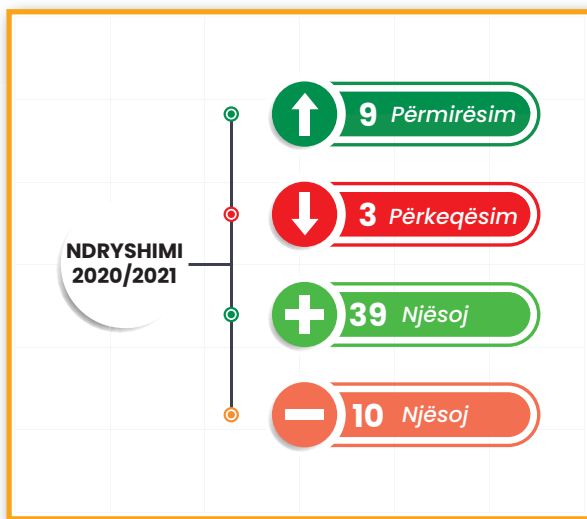 NDRYSHIMI
2020/2021
9 Përmirësim
3 Përkeqësim
39 Njësoj
10 Njësoj